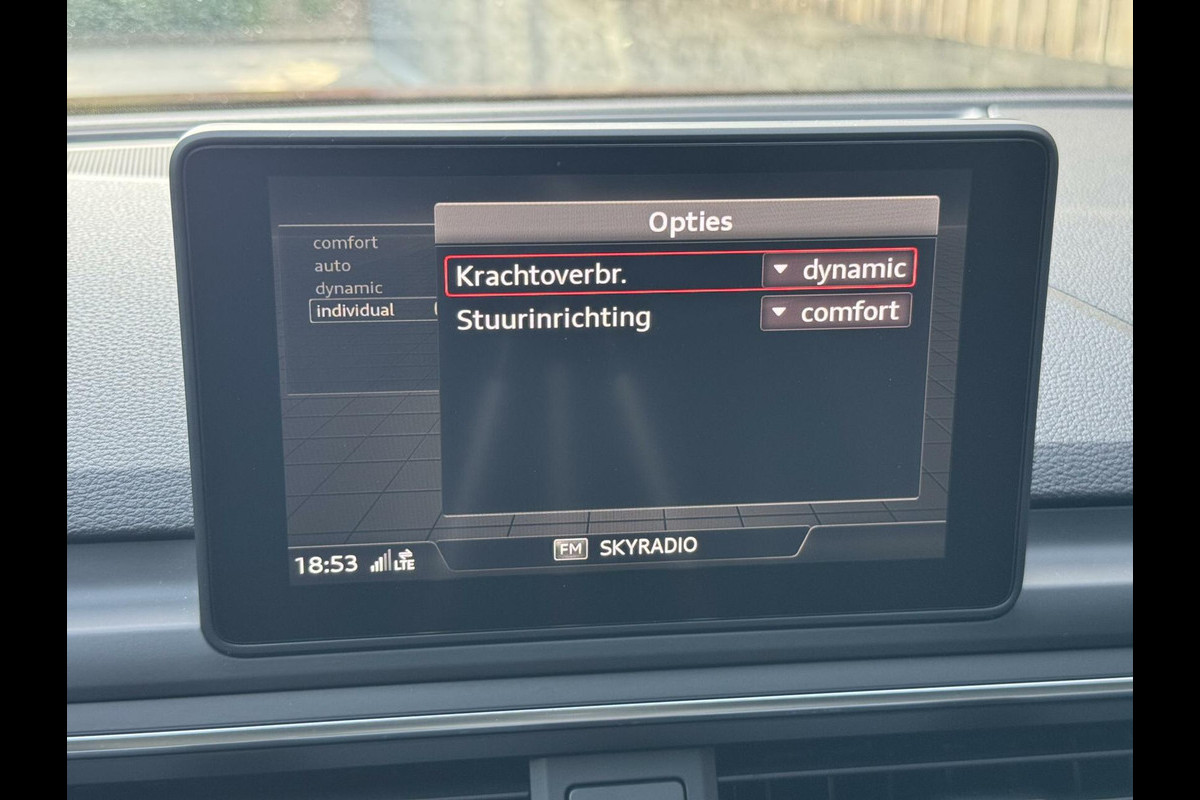 Opties
comfort
auto
dynamic
individual
Krachtoverbr. dynamic
Stuurinrichting comfort
18:53 LTE
FM SKYRADIO